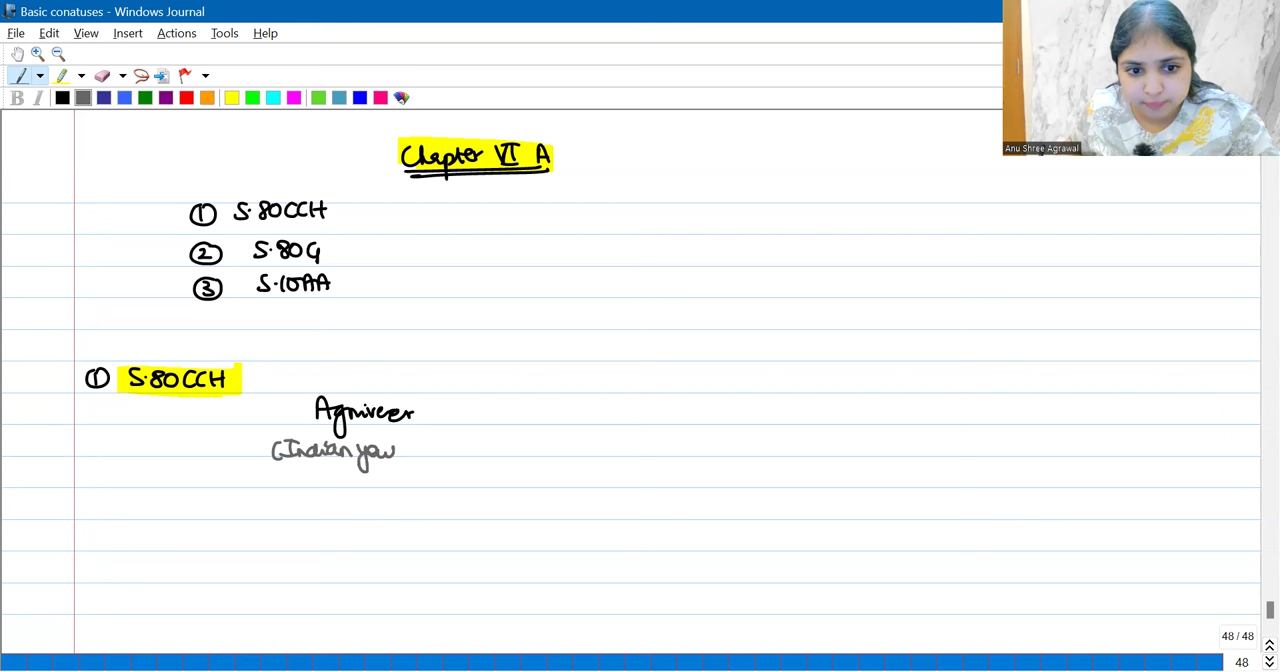 Basic conatuses - Windows Journal
File Edit View Insert Actions Tools Help
B I
Anu Shree Agrawal
Chapter VI A
① S.80CCH
② S.80G
③ S.10AA
① S.80CCH
Agniveer
(Indian you
48 / 48
48